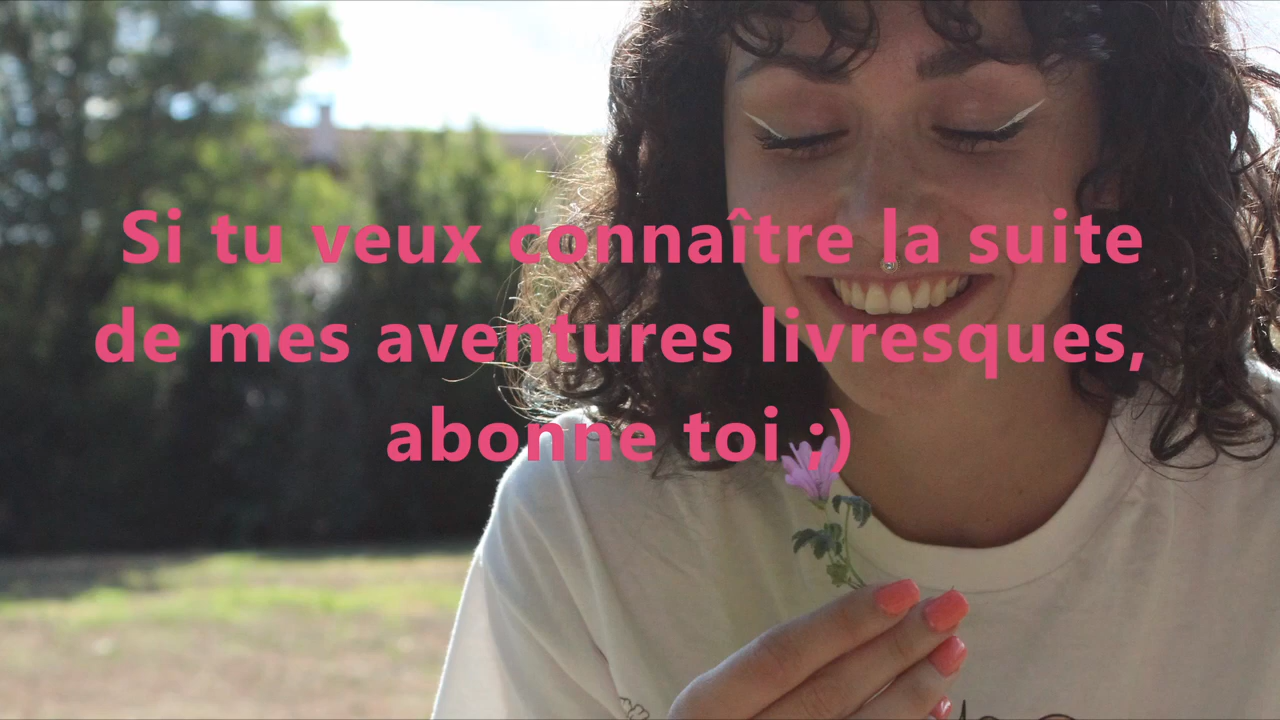 Si tu veux connaître la suite
de mes aventures livresques,
abonne toi ;)